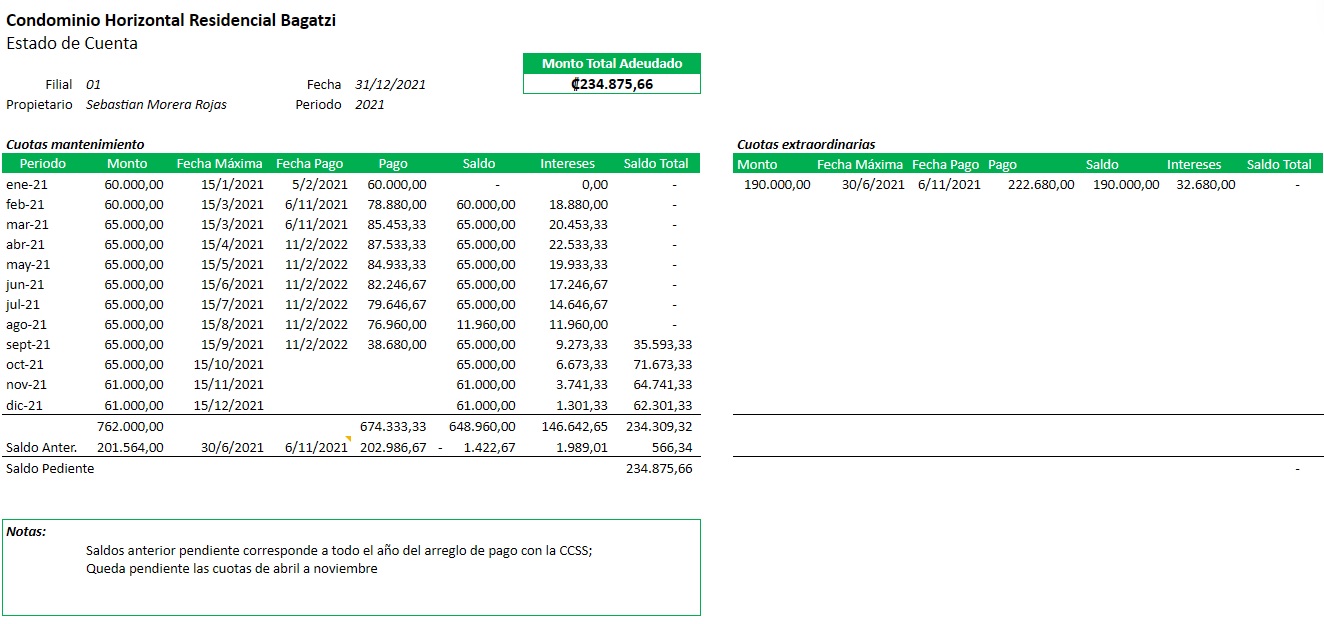 Condominio Horizontal Residencial Bagatzi
Estado de Cuenta
Monto Total Adeudado
Filial 01 Fecha 31/12/2021 ₡234.875,66
Propietario Sebastian Morera Rojas Periodo 2021
Cuotas mantenimiento
Periodo Monto Fecha Máxima Fecha Pago Pago Saldo Intereses Saldo Total
ene-21 60.000,00 15/1/2021 5/2/2021 60.000,00 - 0,00 -
feb-21 60.000,00 15/3/2021 6/11/2021 78.880,00 60.000,00 18.880,00 -
mar-21 65.000,00 15/3/2021 6/11/2021 85.453,33 65.000,00 20.453,33 -
abr-21 65.000,00 15/4/2021 11/2/2022 87.533,33 65.000,00 22.533,33 -
may-21 65.000,00 15/5/2021 11/2/2022 84.933,33 65.000,00 19.933,33 -
jun-21 65.000,00 15/6/2021 11/2/2022 82.246,67 65.000,00 17.246,67 -
jul-21 65.000,00 15/7/2021 11/2/2022 79.646,67 65.000,00 14.646,67 -
ago-21 65.000,00 15/8/2021 11/2/2022 76.960,00 11.960,00 11.960,00 -
sept-21 65.000,00 15/9/2021 11/2/2022 38.680,00 65.000,00 9.273,33 35.593,33
oct-21 65.000,00 15/10/2021 65.000,00 6.673,33 71.673,33
nov-21 61.000,00 15/11/2021 61.000,00 3.741,33 64.741,33
dic-21 61.000,00 15/12/2021 61.000,00 1.301,33 62.301,33
762.000,00 674.333,33 648.960,00 146.642,65 234.309,32
Saldo Anter. 201.564,00 30/6/2021 6/11/2021 202.986,67 - 1.422,67 1.989,01 566,34
Saldo Pediente 234.875,66
Cuotas extraordinarias
Monto Fecha Máxima Fecha Pago Pago Saldo Intereses Saldo Total
190.000,00 30/6/2021 6/11/2021 222.680,00 190.000,00 32.680,00 -
-
Notas:
Saldos anterior pendiente corresponde a todo el año del arreglo de pago con la CCSS;
Queda pendiente las cuotas de abril a noviembre